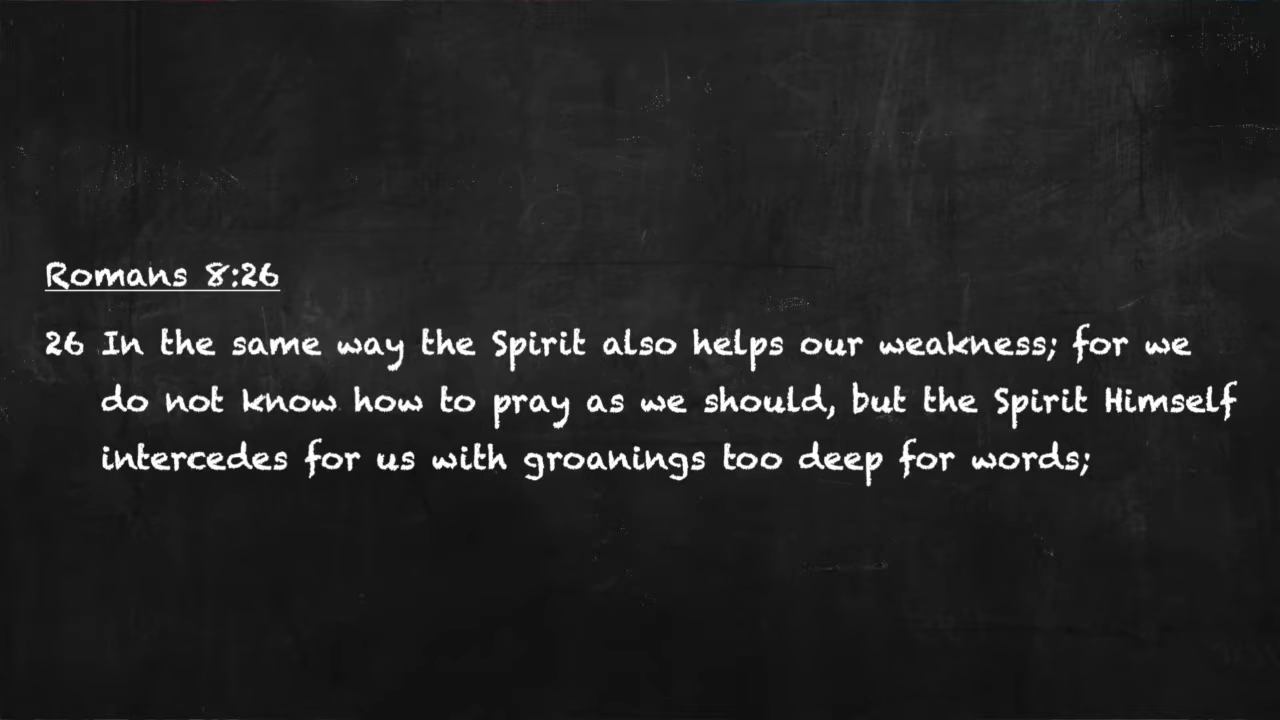 Romans 8:26
26 In the same way the Spirit also helps our weakness; for we
do not know how to pray as we should, but the Spirit Himself
intercedes for us with groanings too deep for words;